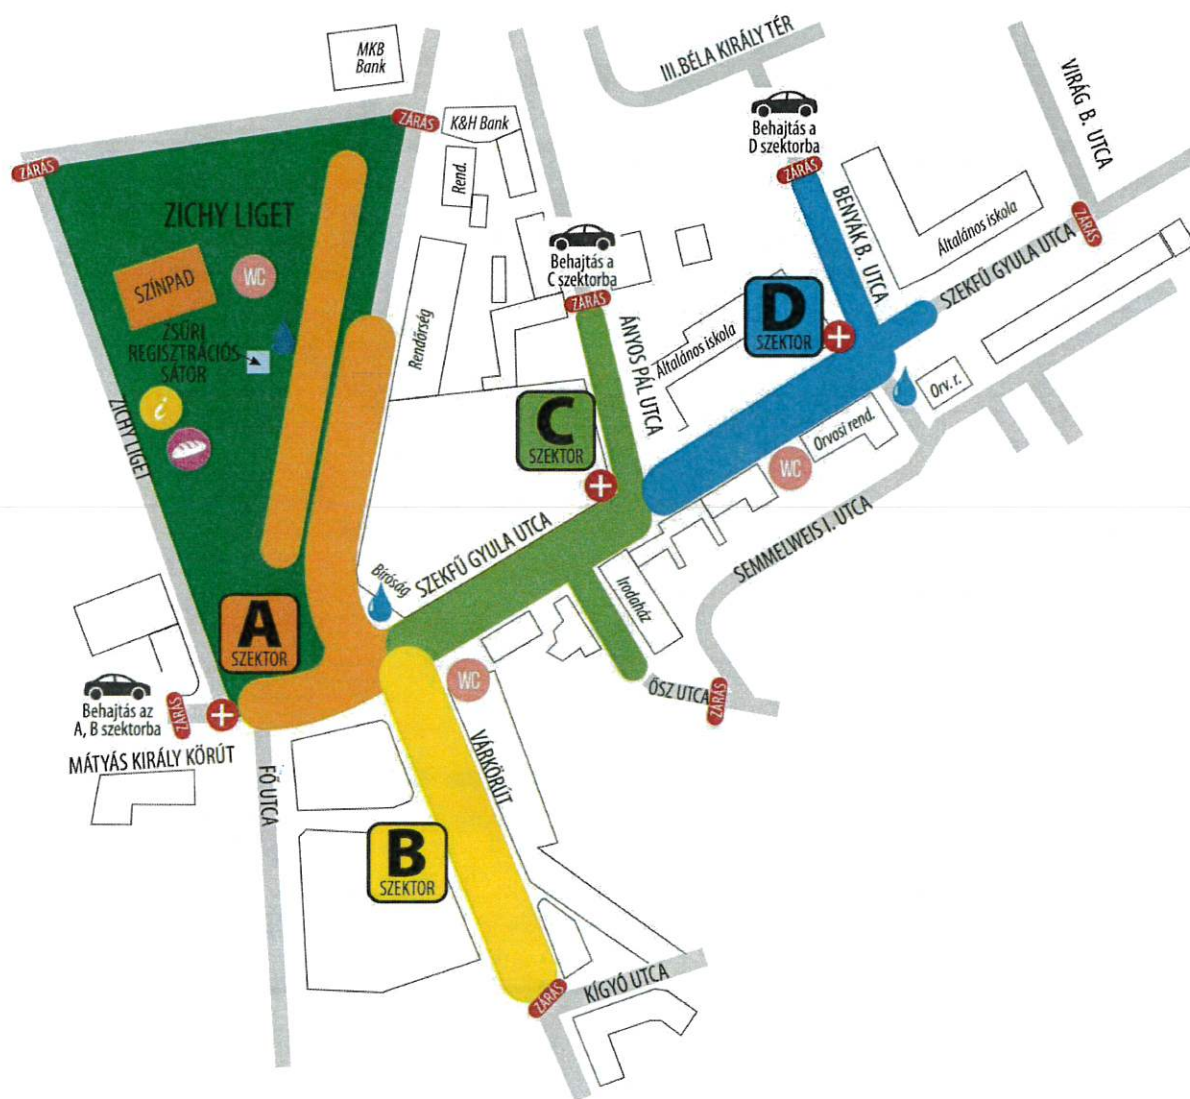 MKB
Bank
III.BÉLA KIRÁLY TÉR
VIRÁG B. UTCA
ZÁRÁS
K&H Bank
Behajtás a
D szektorba
ZÁRÁS
ZÁRÁS
BENYÁK B. UTCA
Rend.
Általános iskola
ZÁRÁS
ZICHY LIGET
SZÍNPAD
WC
Behajtás a
C szektorba
ZÁRÁS
SZEKFŰ GYULA UTCA
D
SZEKTOR
ZSŰRI
REGISZTRÁCIÓS
SÁTOR
Rendőrség
ÁNYOS PÁL UTCA
Általános iskola
Orv. r.
i
ZICHY LIGET
C
SZEKTOR
Orvosi rend.
WC
SZEKFŰ GYULA UTCA
SEMMELWEIS I. UTCA
Bíróság
Irodaház
A
SZEKTOR
WC
Behajtás az
A, B szektorba
ZÁRÁS
ŐSZ UTCA
ZÁRÁS
MÁTYÁS KIRÁLY KÖRÚT
FŐ UTCA
VÁRKÖRÚT
B
SZEKTOR
ZÁRÁS
KÍGYÓ UTCA